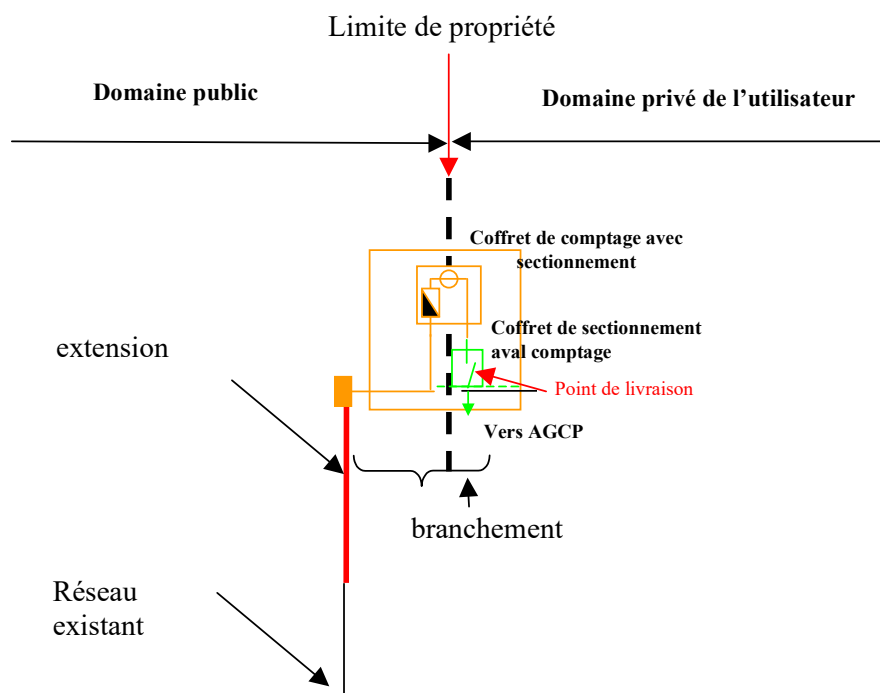 Limite de propriété
Domaine public
Domaine privé de l’utilisateur
Coffret de comptage avec
sectionnement
Coffret de sectionnement
aval comptage
extension
Point de livraison
Vers AGCP
branchement
Réseau
existant